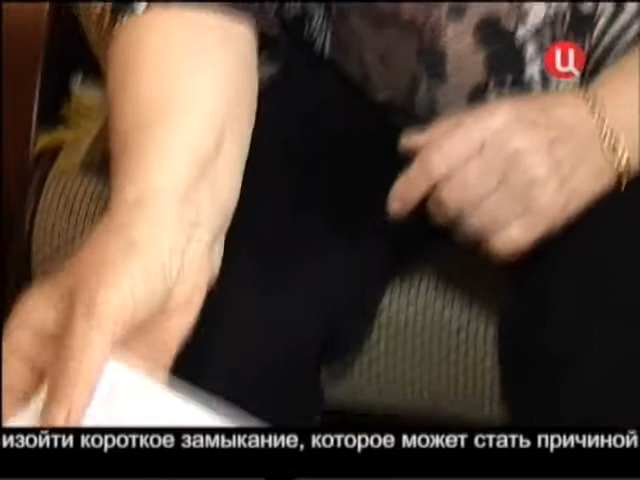 ц
изойти короткое замыкание, которое может стать причиной